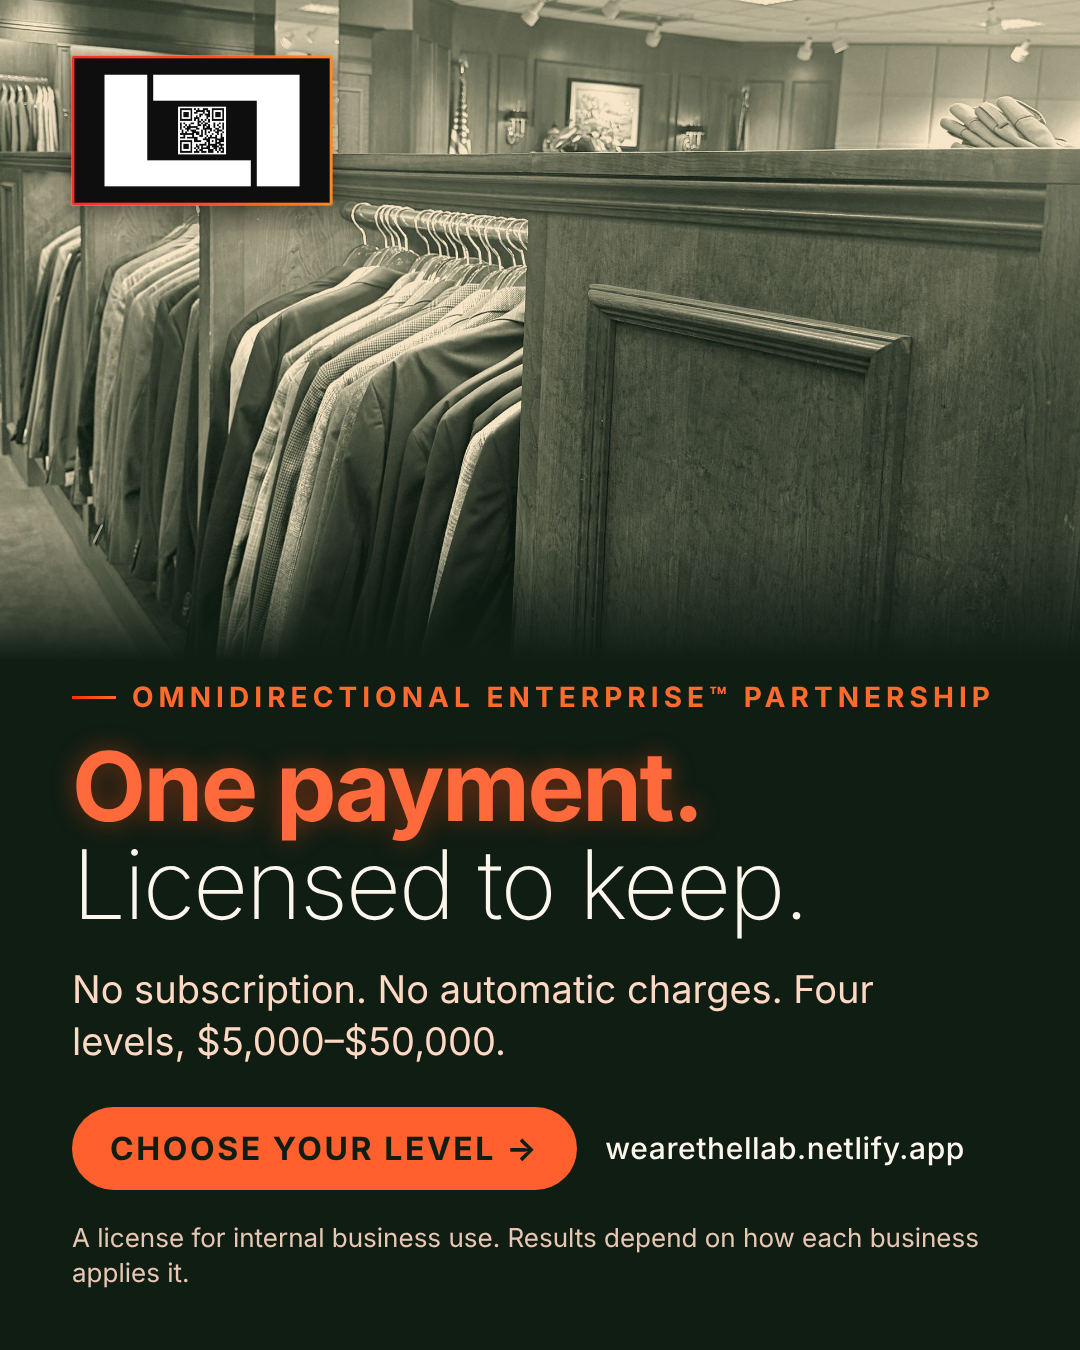 OMNIDIRECTIONAL ENTERPRISE™ PARTNERSHIP
One payment.
Licensed to keep.
No subscription. No automatic charges. Four
levels, $5,000–$50,000.
CHOOSE YOUR LEVEL →
wearethellab.netlify.app
A license for internal business use. Results depend on how each business
applies it.